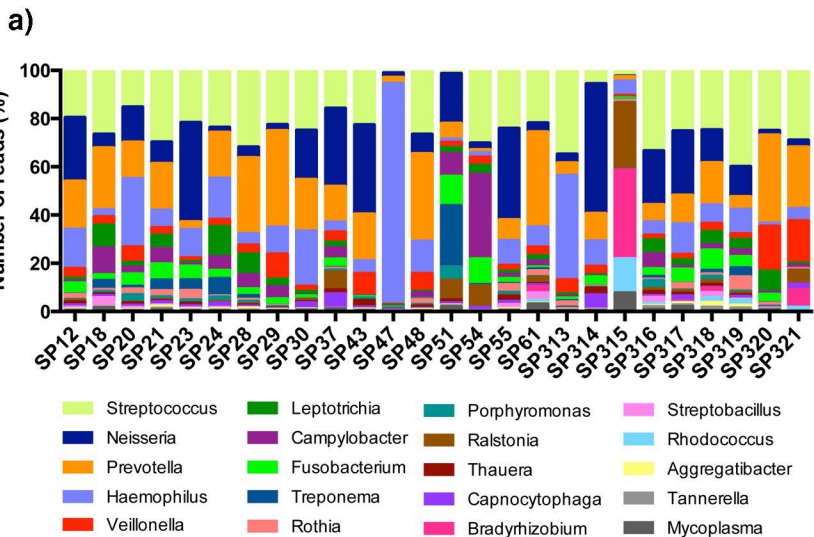 a)
reads (%)
100
80
60
40
20
0
SP12 SP18 SP20 SP21 SP23 SP24 SP28 SP29 SP30 SP37 SP43 SP47 SP48 SP51 SP54 SP55 SP61 SP313 SP314 SP315 SP316 SP317 SP318 SP319 SP320 SP321
Streptococcus Leptotrichia Porphyromonas Streptobacillus
Neisseria Campylobacter Ralstonia Rhodococcus
Prevotella Fusobacterium Thauera Aggregatibacter
Haemophilus Treponema Capnocytophaga Tannerella
Veillonella Rothia Bradyrhizobium Mycoplasma